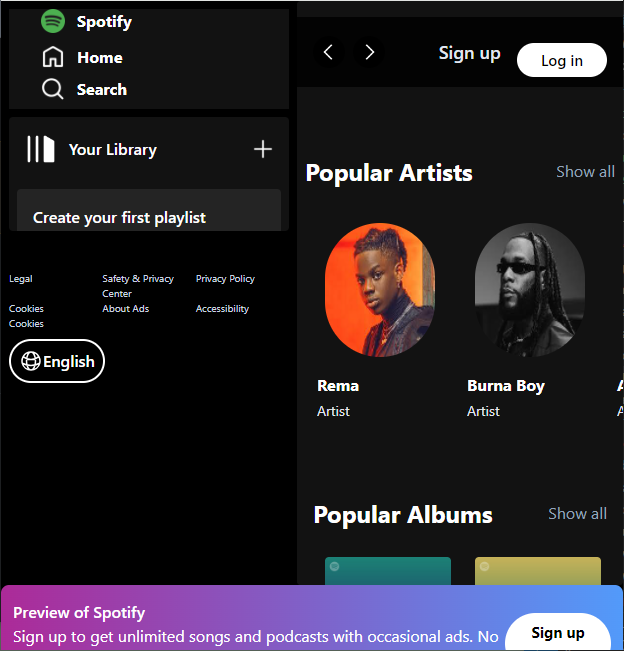 Spotify
Home
Search
Your Library
Create your first playlist
Legal
Safety & Privacy
Center
Privacy Policy
Cookies
About Ads
Accessibility
Cookies
English
Sign up
Log in
Popular Artists
Show all
Rema
Artist
Burna Boy
Artist
Popular Albums
Show all
Preview of Spotify
Sign up to get unlimited songs and podcasts with occasional ads. No
Sign up